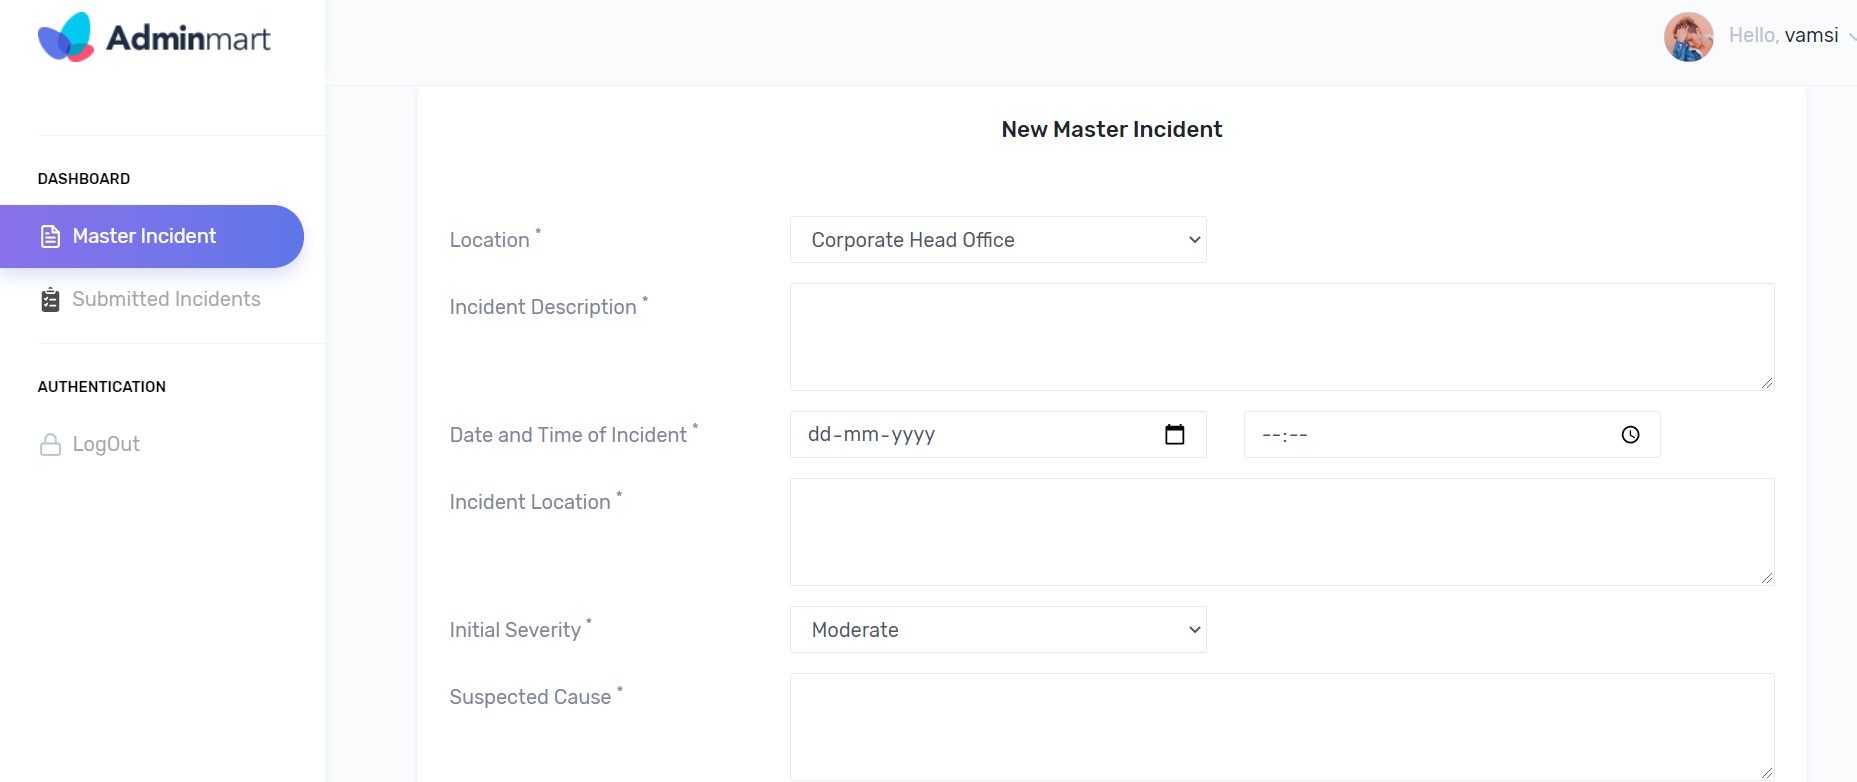 Adminmart
Hello, vamsi
DASHBOARD
Master Incident
Submitted Incidents
AUTHENTICATION
LogOut
New Master Incident
Location *
Corporate Head Office
Incident Description *
Date and Time of Incident *
dd-mm-yyyy
--:--
Incident Location *
Initial Severity *
Moderate
Suspected Cause *